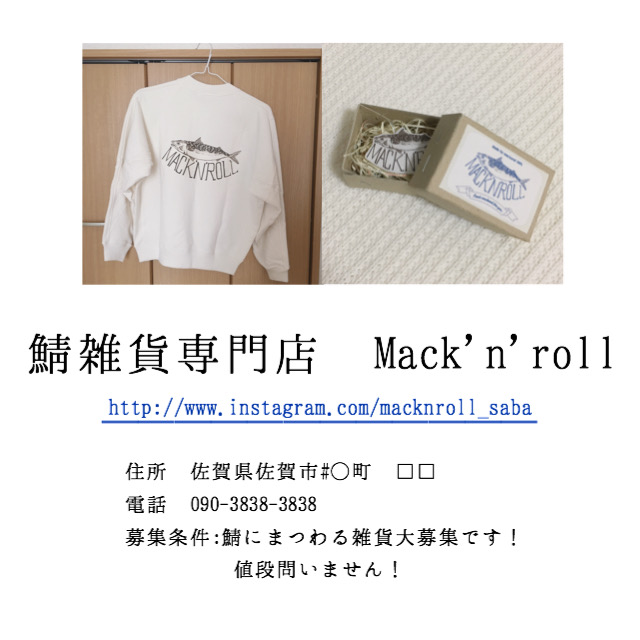 MACKNROLL
MACKNROLL
MACKNROLL
鯖雑貨専門店　Mack'n'roll
http://www.instagram.com/macknroll_saba
住所　佐賀県佐賀市#〇町　□□
電話　090-3838-3838
募集条件:鯖にまつわる雑貨大募集です！
値段問いません！